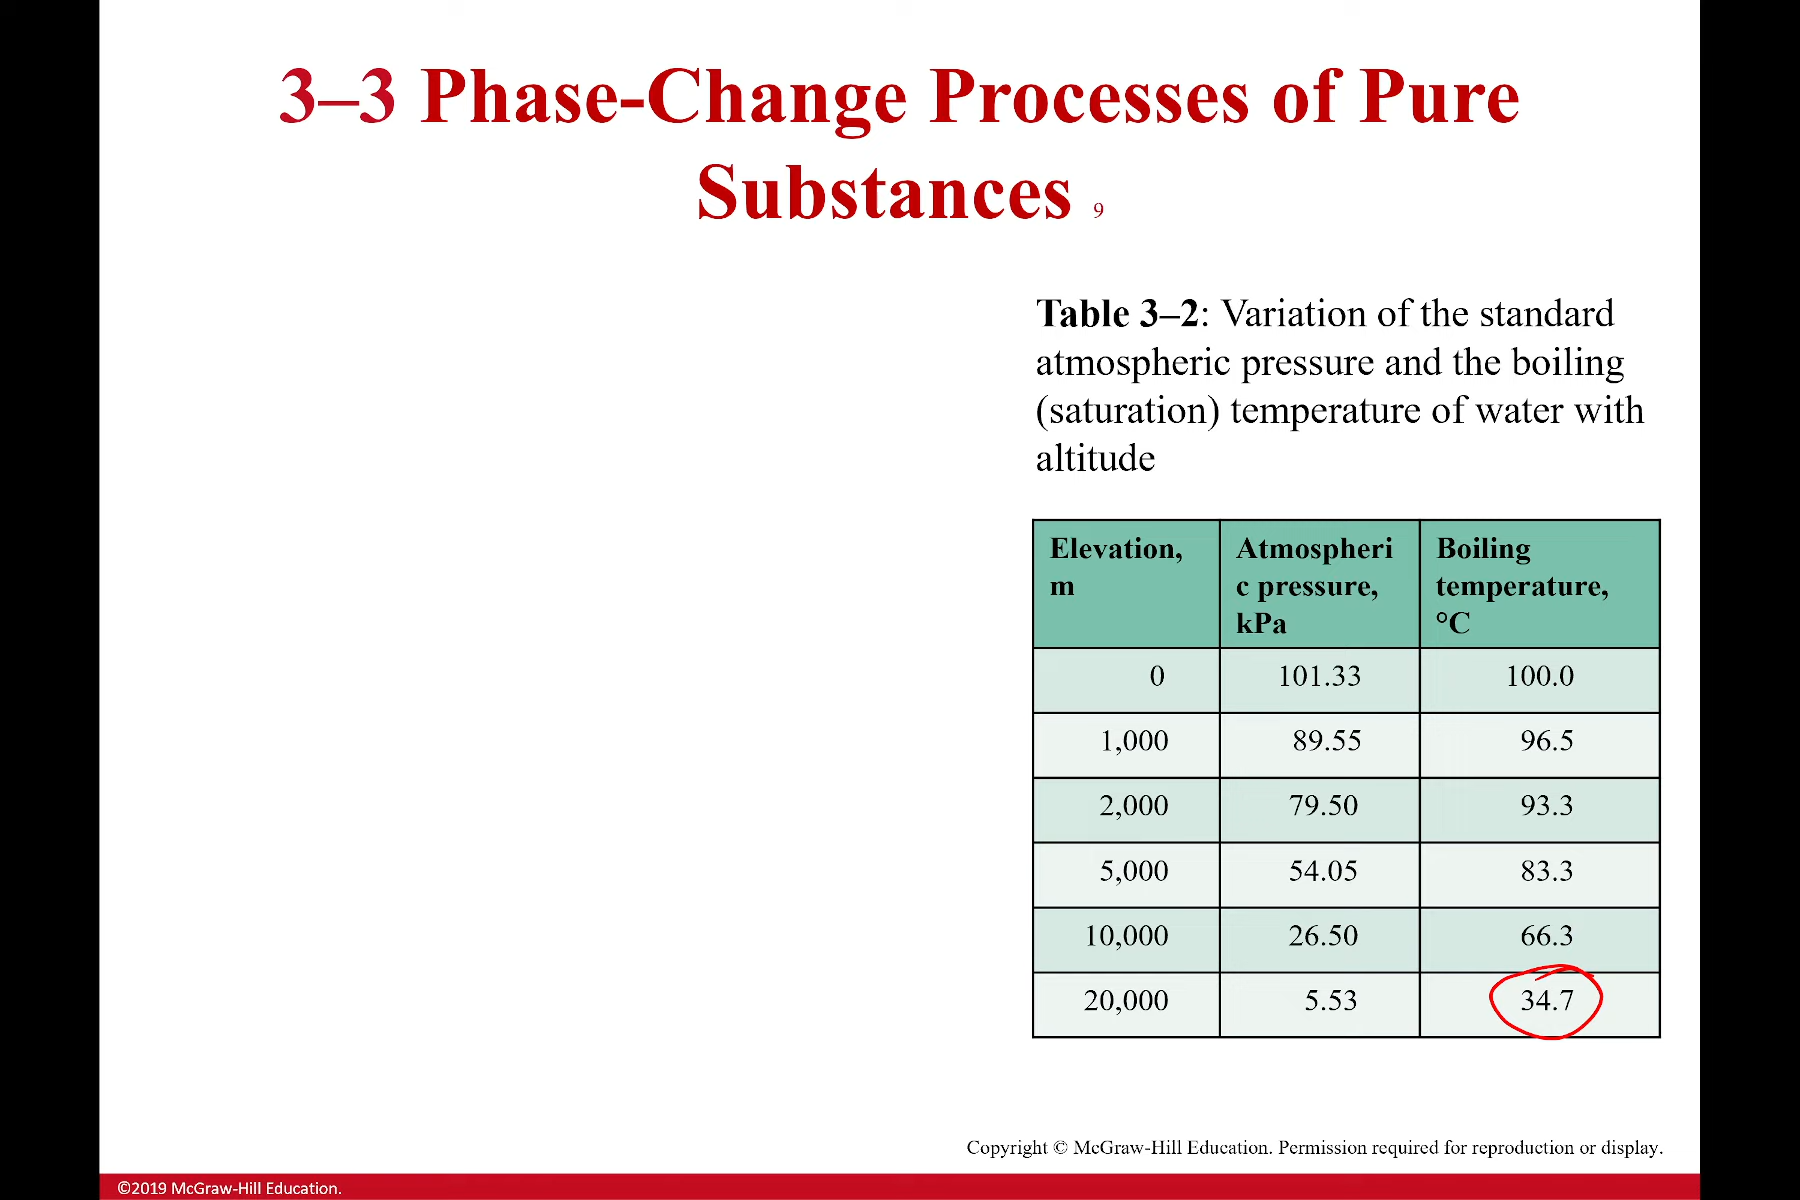 3–3 Phase-Change Processes of Pure
Substances 9
Table 3–2: Variation of the standard
atmospheric pressure and the boiling
(saturation) temperature of water with
altitude
Elevation, m Atmospheri c pressure, kPa Boiling temperature, °C
0 101.33 100.0
1,000 89.55 96.5
2,000 79.50 93.3
5,000 54.05 83.3
10,000 26.50 66.3
20,000 5.53 34.7
Copyright © McGraw-Hill Education. Permission required for reproduction or display.
©2019 McGraw-Hill Education.